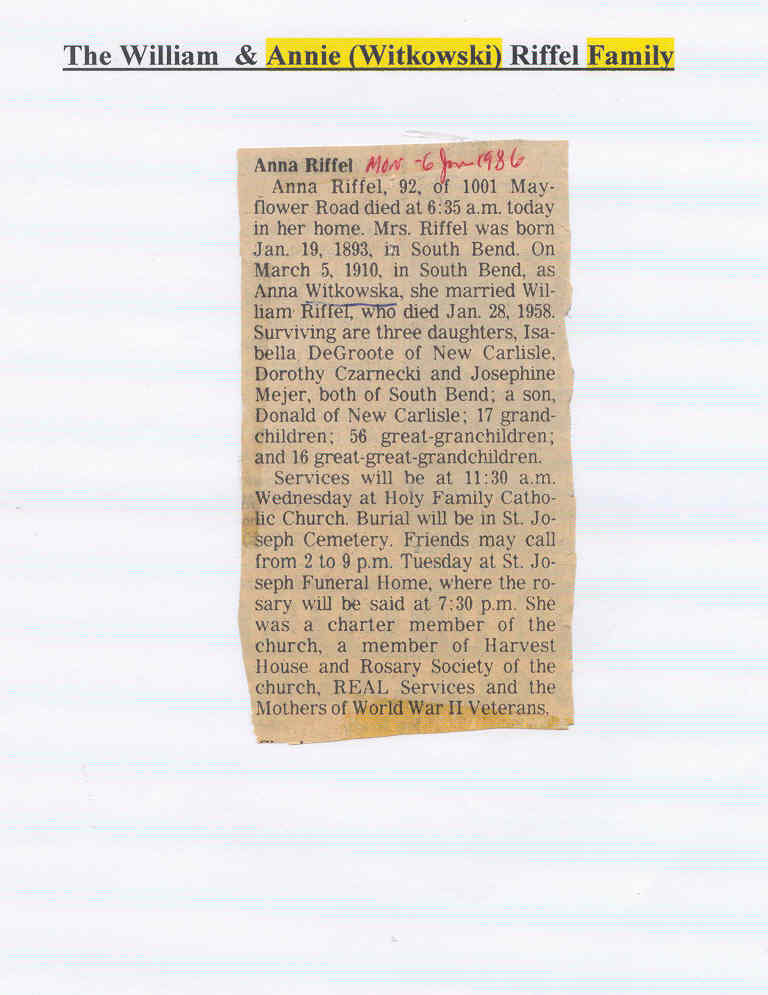 The William & Annie (Witkowski) Riffel Family
Anna Riffel Mon - 6 Jan 1986
Anna Riffel, 92, of 1001 May-
flower Road died at 6:35 a.m. today
in her home. Mrs. Riffel was born
Jan. 19, 1893, in South Bend. On
March 5, 1910, in South Bend, as
Anna Witkowska, she married Wil-
liam Riffel, who died Jan. 28, 1958.
Surviving are three daughters, Isa-
bella DeGroote of New Carlisle,
Dorothy Czarnecki and Josephine
Mejer, both of South Bend; a son,
Donald of New Carlisle; 17 grand-
children; 56 great-granchildren;
and 16 great-great-grandchildren.
Services will be at 11:30 a.m.
Wednesday at Holy Family Catho-
lic Church. Burial will be in St. Jo-
seph Cemetery. Friends may call
from 2 to 9 p.m. Tuesday at St. Jo-
seph Funeral Home, where the ro-
sary will be said at 7:30 p.m. She
was a charter member of the
church, a member of Harvest
House and Rosary Society of the
church, REAL Services and the
Mothers of World War II Veterans,